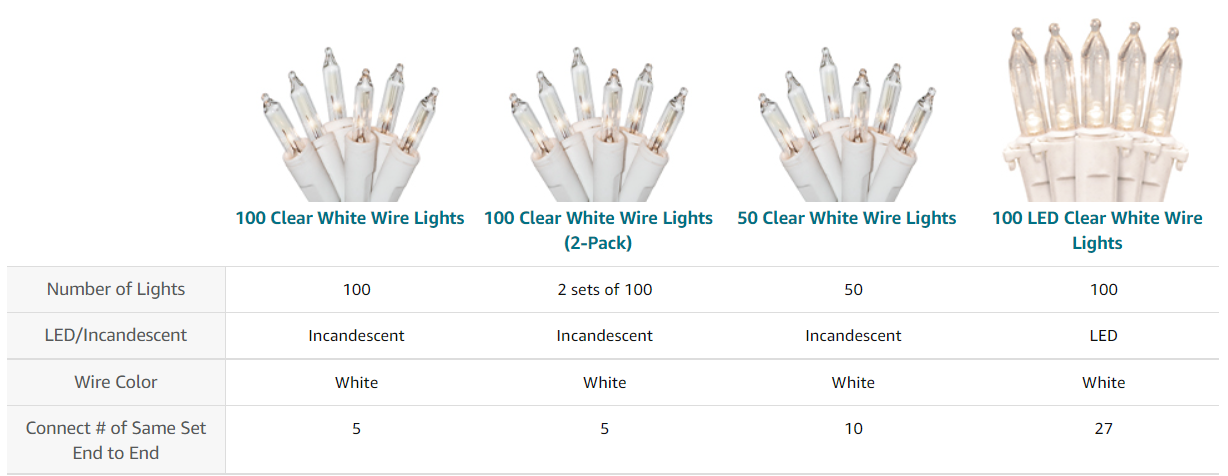 100 Clear White Wire Lights
100 Clear White Wire Lights
(2-Pack)
50 Clear White Wire Lights
100 LED Clear White Wire
Lights
Number of Lights
100
2 sets of 100
50
100
LED/Incandescent
Incandescent
Incandescent
Incandescent
LED
Wire Color
White
White
White
White
Connect # of Same Set
End to End
5
5
10
27